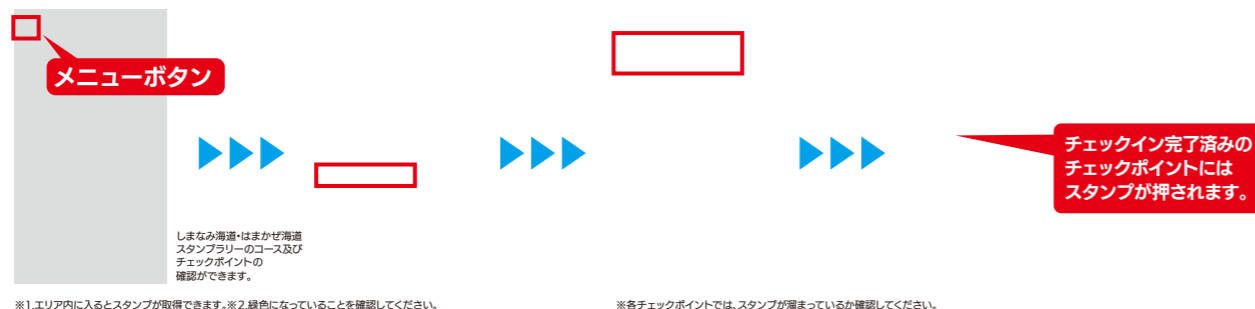 メニューボタン
チェックイン完了済みの
チェックポイントには
スタンプが押されます。
しまなみ海道・はまかぜ海道
スタンプラリーのコース及び
チェックポイントの
確認ができます。
※1.エリア内に入るとスタンプが取得できます。※2.緑色になっていることを確認してください。
※各チェックポイントでは、スタンプが溜まっているか確認してください。